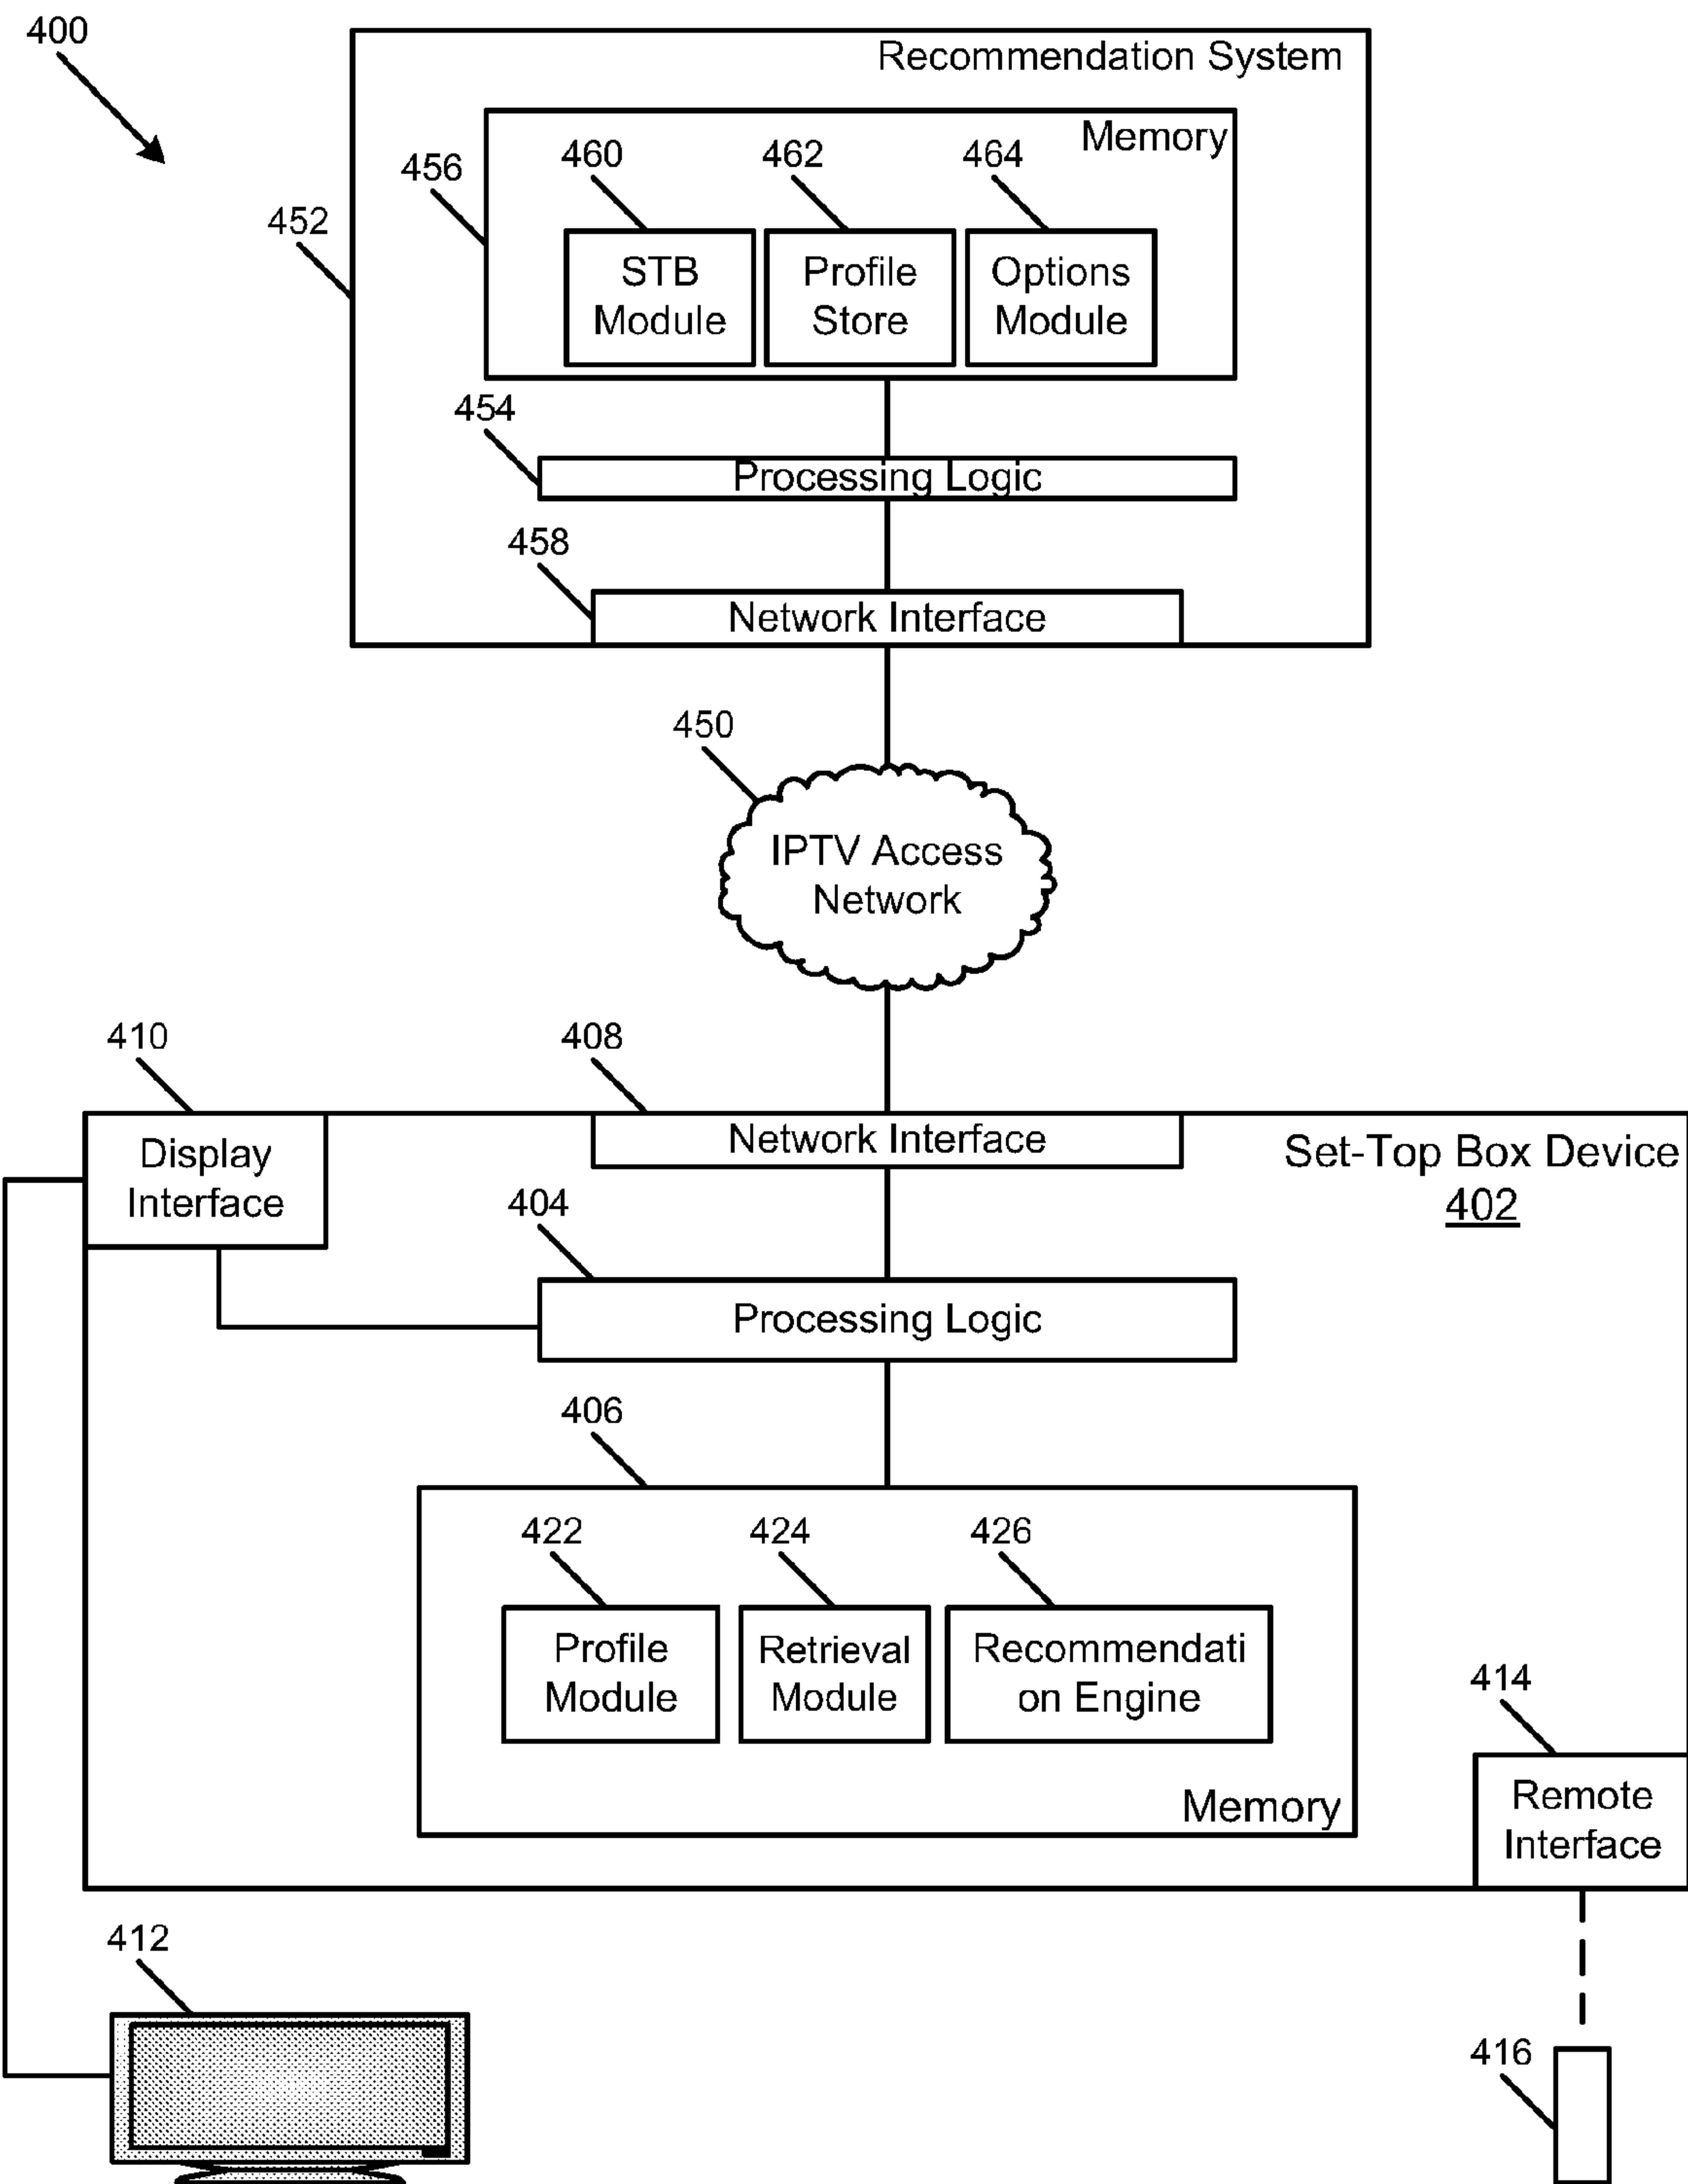 400
Recommendation System
Memory
456
460
462
464
452
STB
Module
Profile
Store
Options
Module
454
Processing Logic
458
Network Interface
450
IPTV Access
Network
410
408
Display
Interface
Network Interface
Set-Top Box Device
402
404
Processing Logic
406
422
424
426
Profile
Module
Retrieval
Module
Recommendati
on Engine
Memory
414
Remote
Interface
412
416